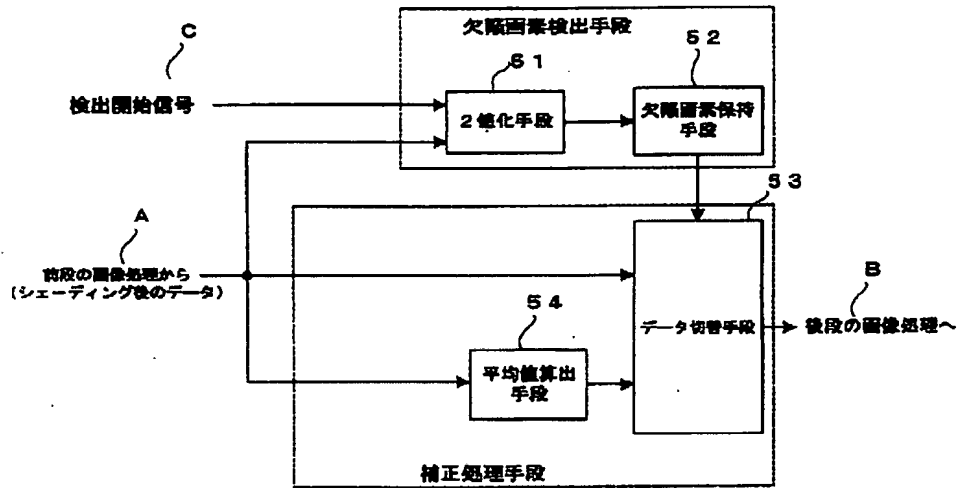 欠陥画素検出手段
C
51
52
検出開始信号
2値化手段
欠陥画素保持
手段
53
A
前段の画像処理から
(シェーディング後のデータ)
B
54
データ切替手段
後段の画像処理へ
平均値算出
手段
補正処理手段